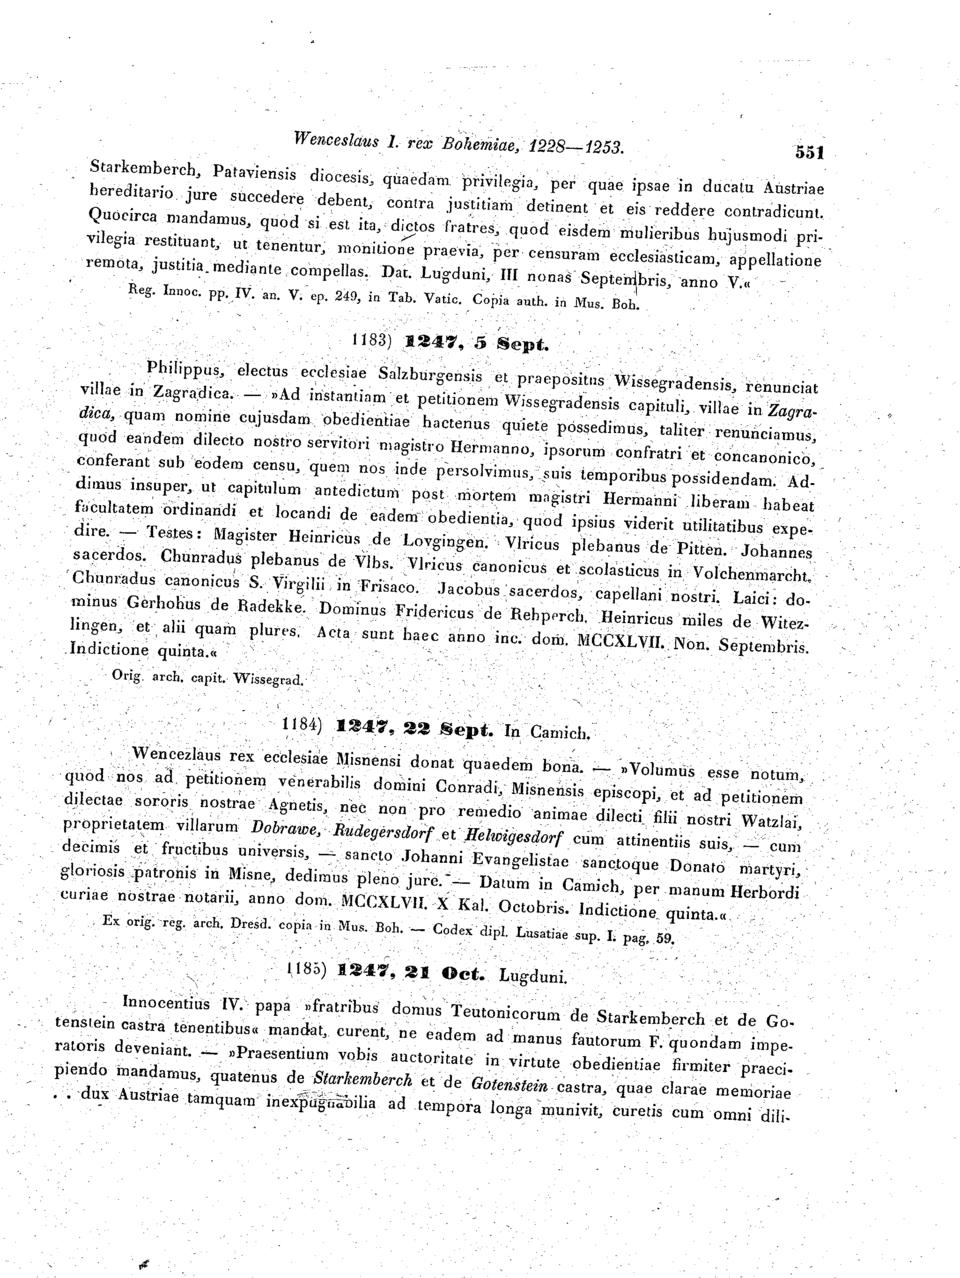 Wenceslaus I. rex Bohemiae, 1228—1253. 551
Starkemberch, Pataviensis diocesis, quaedam privilegia, per quae ipsae in ducatu Austriae
hereditario jure succedere debent, contra justitiam detinent et eis reddere contradicunt.
Quocirca mandamus, quod si est ita, dictos fratres, quod eisdem mulieribus hujusmodi pri-
vilegia restituant, ut tenentur, monitione praevia, per censuram ecclesiasticam, appellatione
remota, justitia mediante compellas. Dat. Lugduni, III nonas Septembris, anno V.«
Reg. Innoc. pp. IV. an. V. ep. 249, in Tab. Vatic. Copia auth. in Mus. Boh.
1183) 1247, 5 Sept.
Philippus, electus ecclesiae Salzburgensis et praepositus Wissegradensis, renunciat
villae in Zagradica. — »Ad instantiam et petitionem Wissegradensis capituli, villae in Zagra-
dica, quam nomine cujusdam obedientiae hactenus quiete possedimus, taliter renunciamus,
quod eandem dilecto nostro servitori magistro Hermanno, ipsorum confratri et concanonico,
conferant sub eodem censu, quem nos inde persolvimus, suis temporibus possidendam. Ad-
dimus insuper, ut capitulum antedictum post mortem magistri Hermanni liberam habeat
facultatem ordinandi et locandi de eadem obedientia, quod ipsius viderit utilitatibus expe-
dire. — Testes: Magister Heinricus de Lovgingen. Vlricus plebanus de Pitten. Johannes
sacerdos. Chunradus plebanus de Vlbs. Vlricus canonicus et scolasticus in Volchenmarcht.
Chunradus canonicus S. Virgilii in Frisaco. Jacobus sacerdos, capellani nostri. Laici: do-
minus Gerhohus de Radekke. Dominus Fridericus de Rehperch. Heinricus miles de Witez-
lingen, et alii quam plures. Acta sunt haec anno inc. dom. MCCXLVII. Non. Septembris.
Indictione quinta.«
Orig. arch. capit. Wissegrad.
1184) 1247, 22 Sept. In Camich.
Wencezlaus rex ecclesiae Misnensi donat quaedam bona. — »Volumus esse notum,
quod nos ad petitionem venerabilis domini Conradi, Misnensis episcopi, et ad petitionem
dilectae sororis nostrae Agnetis, nec non pro remedio animae dilecti filii nostri Watzlai,
proprietatem villarum Dobrawe, Rudegersdorf et Helwigesdorf cum attinentiis suis, — cum
decimis et fructibus universis, — sancto Johanni Evangelistae sanctoque Donato martyri,
gloriosis patronis in Misne, dedimus pleno jure. — Datum in Camich, per manum Herbordi
curiae nostrae notarii, anno dom. MCCXLVII. X Kal. Octobris. Indictione quinta.«
Ex orig. reg. arch. Dresd. copia in Mus. Boh. — Codex dipl. Lusatiae sup. I. pag. 59.
1185) 1247, 21 Oct. Lugduni.
Innocentius IV. papa »fratribus domus Teutonicorum de Starkemberch et de Go-
tenstein castra tenentibus« mandat, curent, ne eadem ad manus fautorum F. quondam impe-
ratoris deveniant. — »Praesentium vobis auctoritate in virtute obedientiae firmiter praeci-
piendo mandamus, quatenus de Starkemberch et de Gotenstein castra, quae clarae memoriae
. . dux Austriae tamquam inexpugnabilia ad tempora longa munivit, curetis cum omni dili-